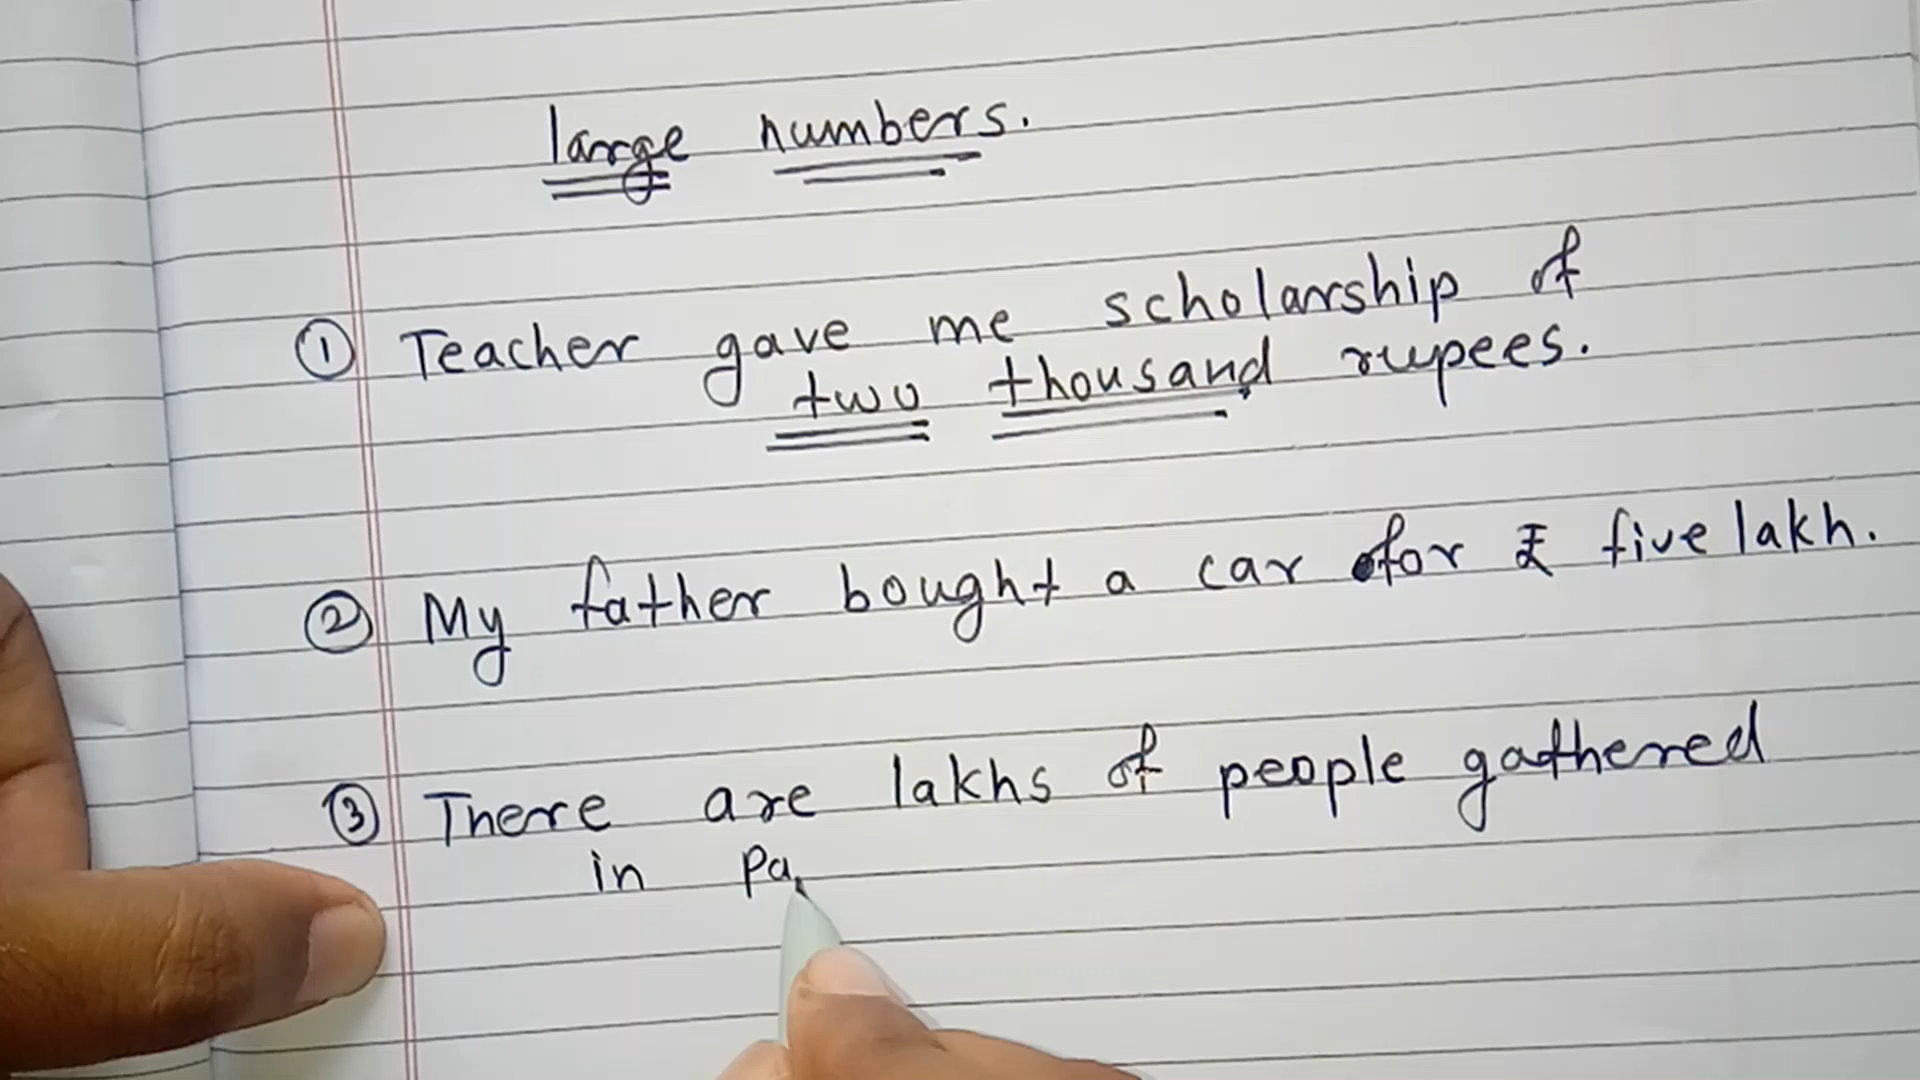 large numbers.
① Teacher gave me scholarship of
two thousand rupees.
② My father bought a car for ₹ five lakh.
③ There are lakhs of people gathered
in pa